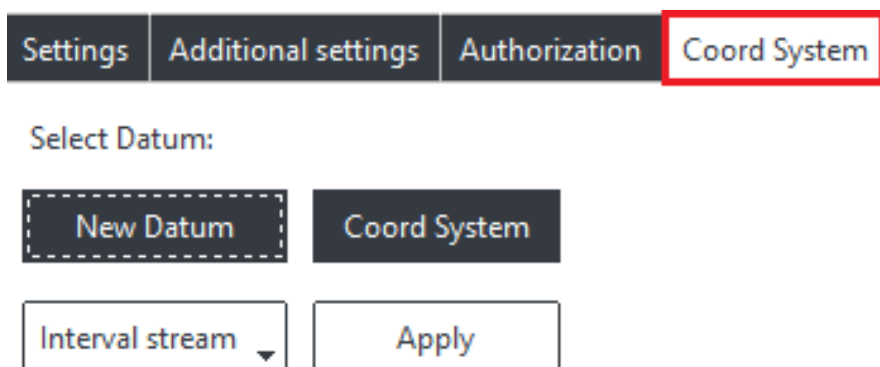 Settings Additional settings Authorization Coord System
Select Datum:
New Datum Coord System
Interval stream Apply